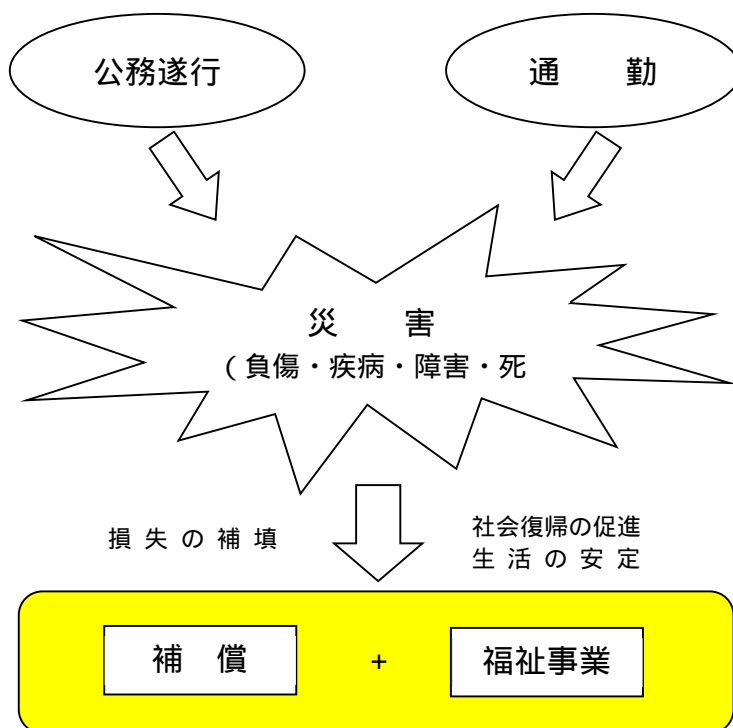 公務遂行
通　　勤
災　　害
（負傷・疾病・障害・死
損失の補填
社会復帰の促進
生活の安定
補　償
+
福祉事業